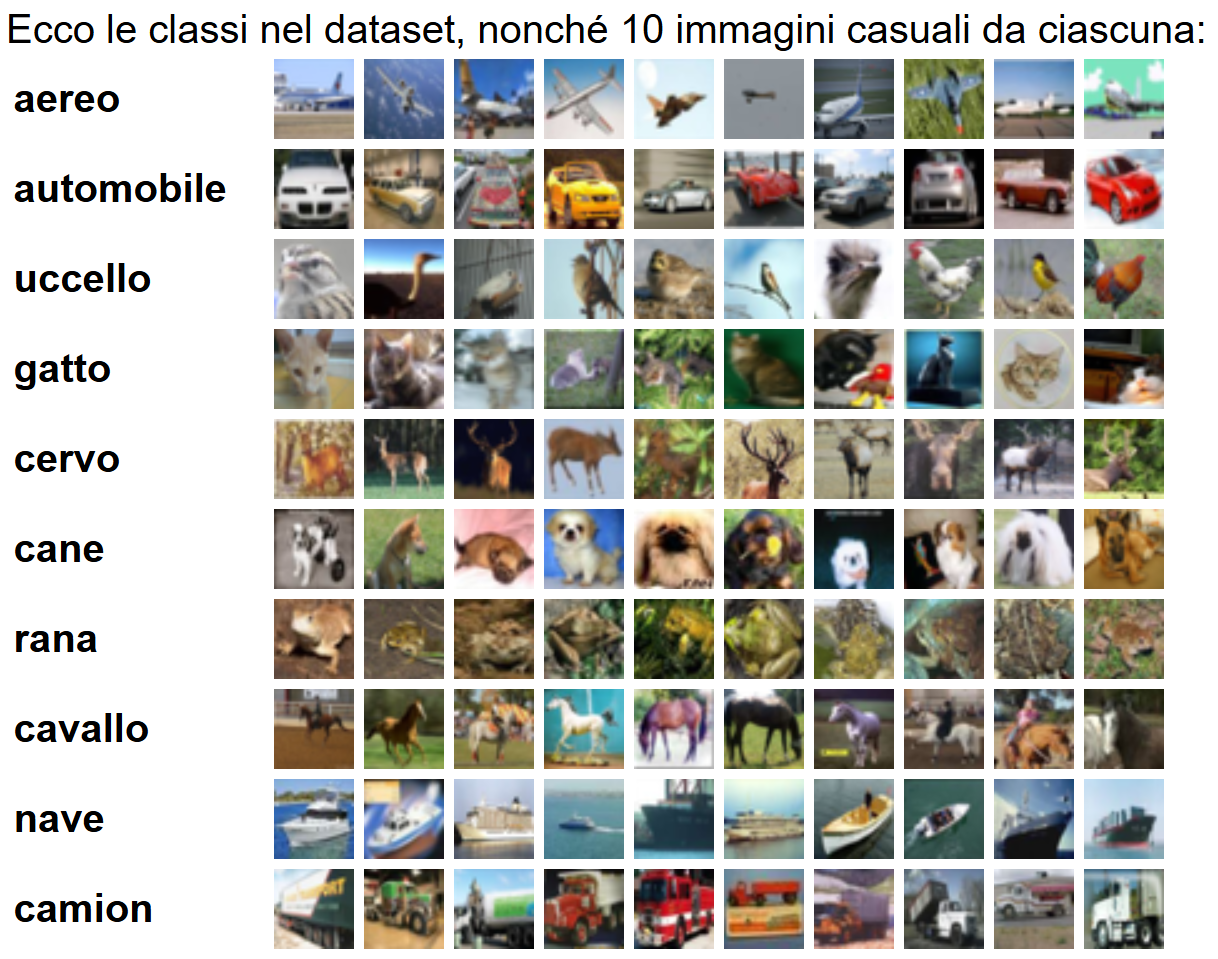 Ecco le classi nel dataset, nonché 10 immagini casuali da ciascuna:
aereo
automobile
uccello
gatto
cervo
cane
rana
cavallo
nave
camion